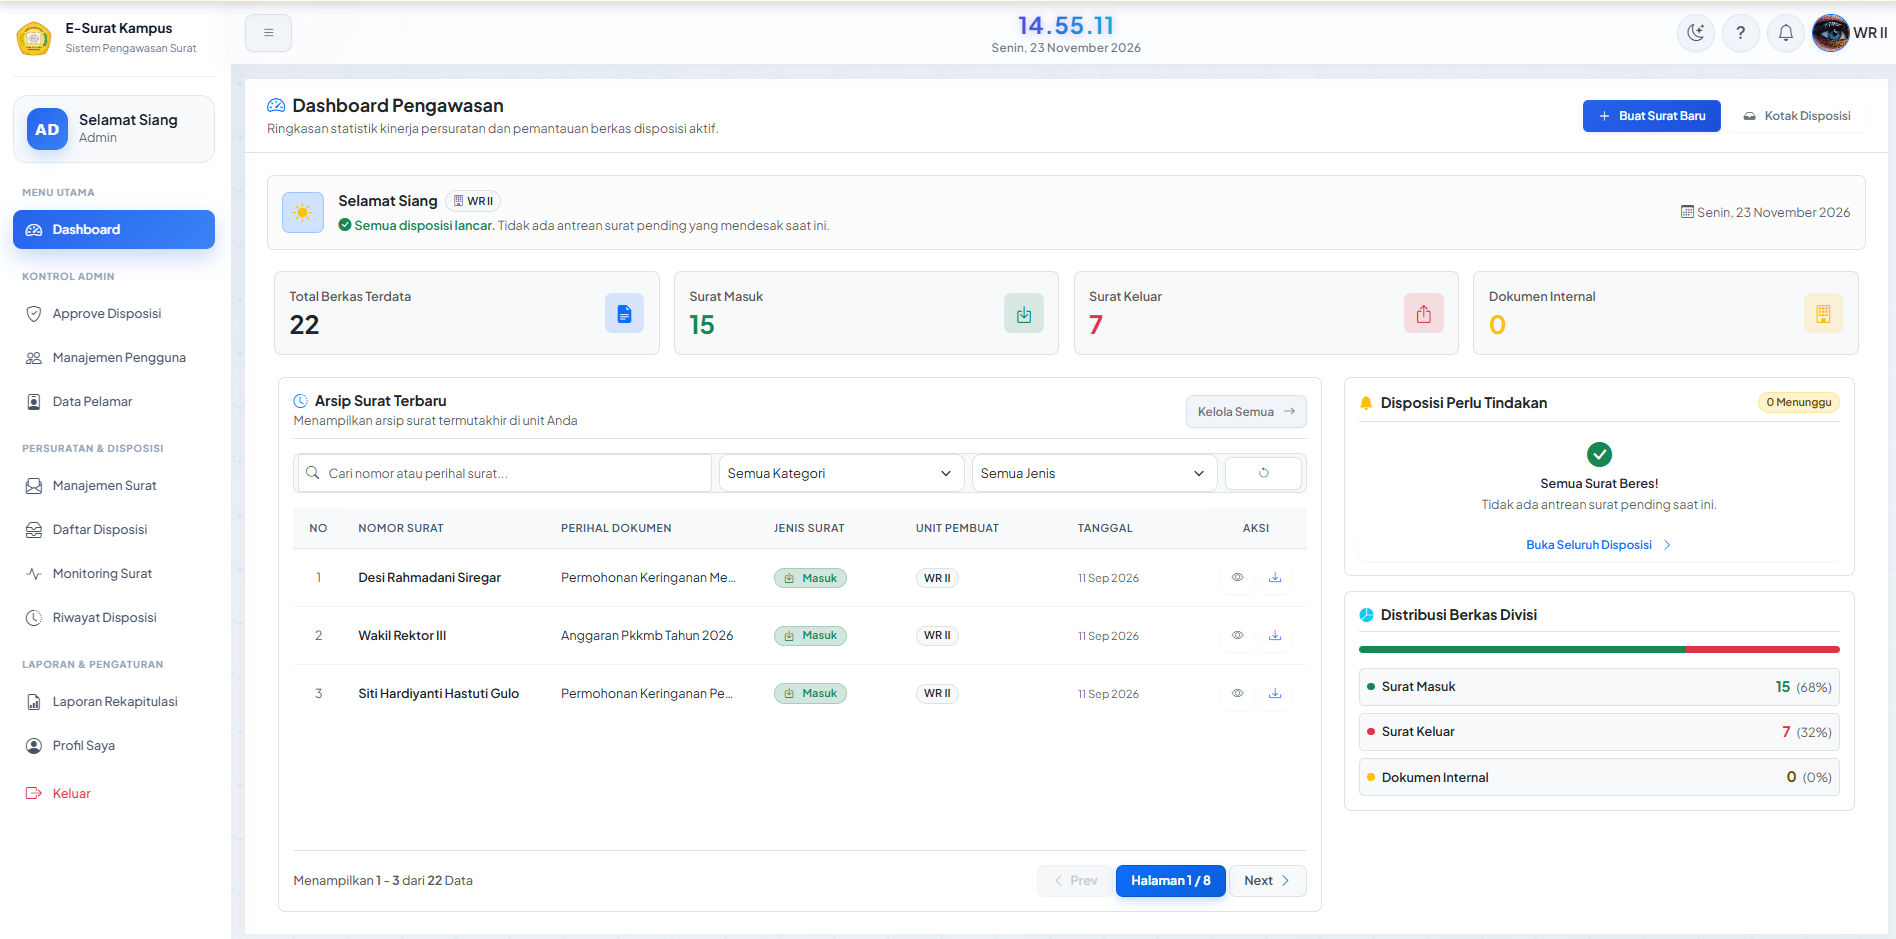 E-Surat Kampus
Sistem Pengawasan Surat
14.55.11
Senin, 23 November 2026
?
WR II
AD
Selamat Siang
Admin
MENU UTAMA
Dashboard
KONTROL ADMIN
Approve Disposisi
Manajemen Pengguna
Data Pelamar
PERSURATAN & DISPOSISI
Manajemen Surat
Daftar Disposisi
Monitoring Surat
Riwayat Disposisi
LAPORAN & PENGATURAN
Laporan Rekapitulasi
Profil Saya
Keluar
Dashboard Pengawasan
Ringkasan statistik kinerja persuratan dan pemantauan berkas disposisi aktif.
+ Buat Surat Baru
Kotak Disposisi
Selamat Siang WR II
Semua disposisi lancar. Tidak ada antrean surat pending yang mendesak saat ini.
Senin, 23 November 2026
Total Berkas Terdata
22
Surat Masuk
15
Surat Keluar
7
Dokumen Internal
0
Arsip Surat Terbaru
Menampilkan arsip surat termutakhir di unit Anda
Kelola Semua
Cari nomor atau perihal surat...
Semua Kategori
Semua Jenis
NO NOMOR SURAT PERIHAL DOKUMEN JENIS SURAT UNIT PEMBUAT TANGGAL AKSI
1 Desi Rahmadani Siregar Permohonan Keringanan Me... Masuk WR II 11 Sep 2026
2 Wakil Rektor III Anggaran Pkkmb Tahun 2026 Masuk WR II 11 Sep 2026
3 Siti Hardiyanti Hastuti Gulo Permohonan Keringanan Pe... Masuk WR II 11 Sep 2026
Menampilkan 1 - 3 dari 22 Data
Prev
Halaman 1 / 8
Next
Disposisi Perlu Tindakan
0 Menunggu
Semua Surat Beres!
Tidak ada antrean surat pending saat ini.
Buka Seluruh Disposisi
Distribusi Berkas Divisi
Surat Masuk 15 (68%)
Surat Keluar 7 (32%)
Dokumen Internal 0 (0%)